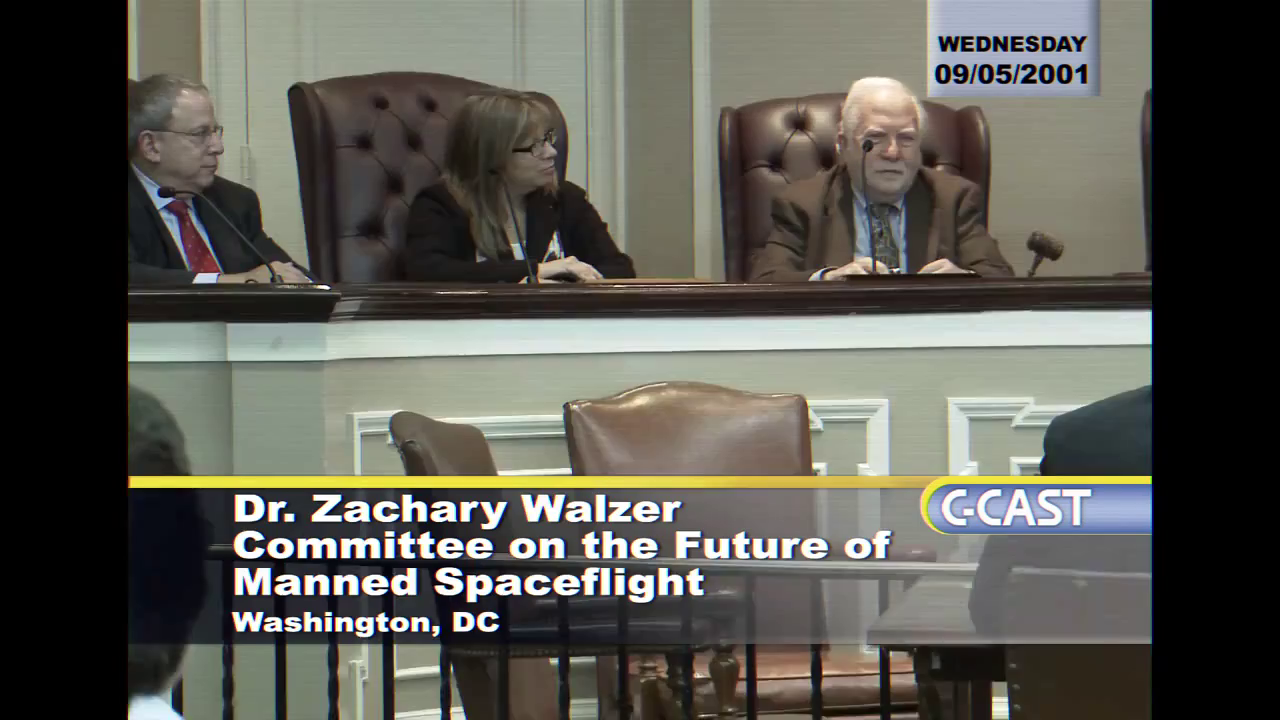 WEDNESDAY
09/05/2001
Dr. Zachary Walzer
C-CAST
Committee on the Future of
Manned Spaceflight
Washington, DC